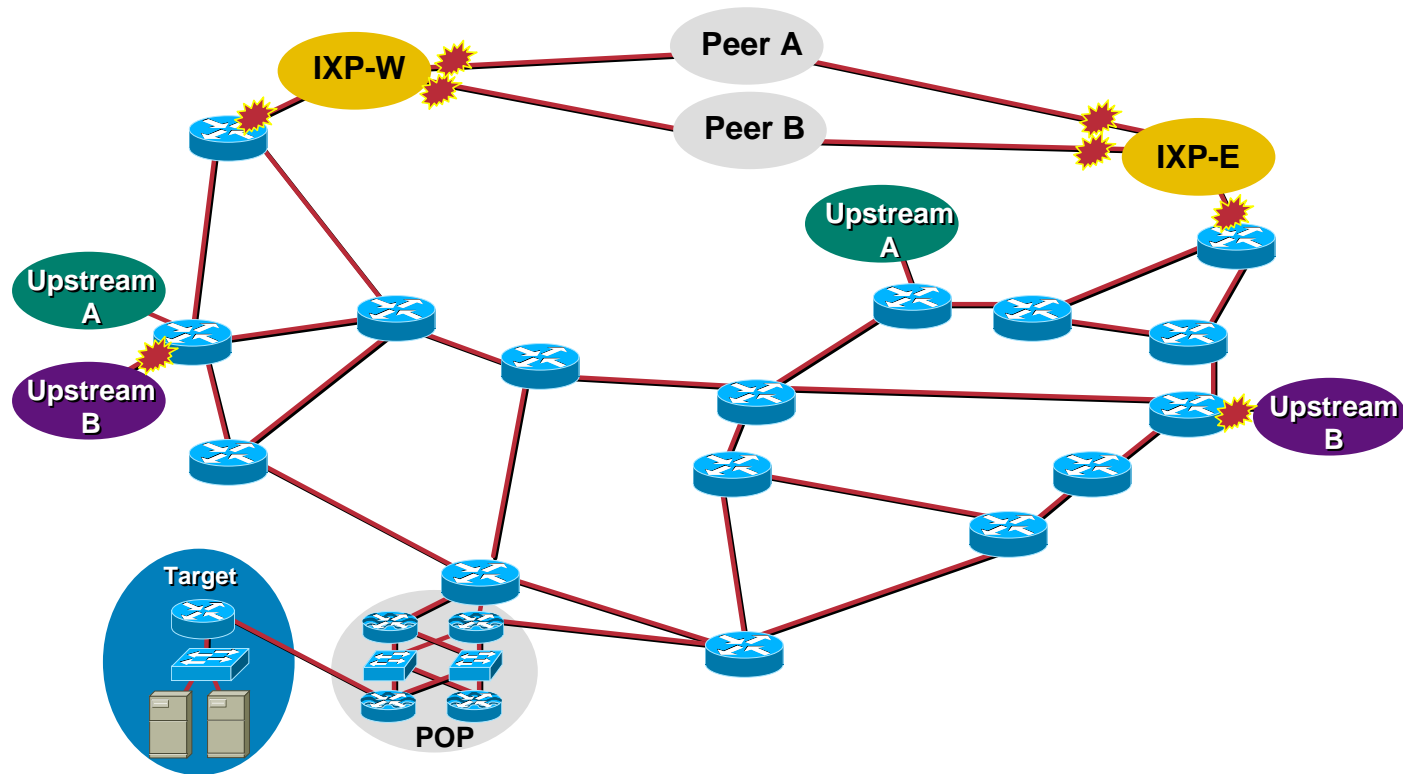 Peer A
IXP-W
Peer B
IXP-E
Upstream
A
Upstream
A
Upstream
B
Upstream
B
Target
POP